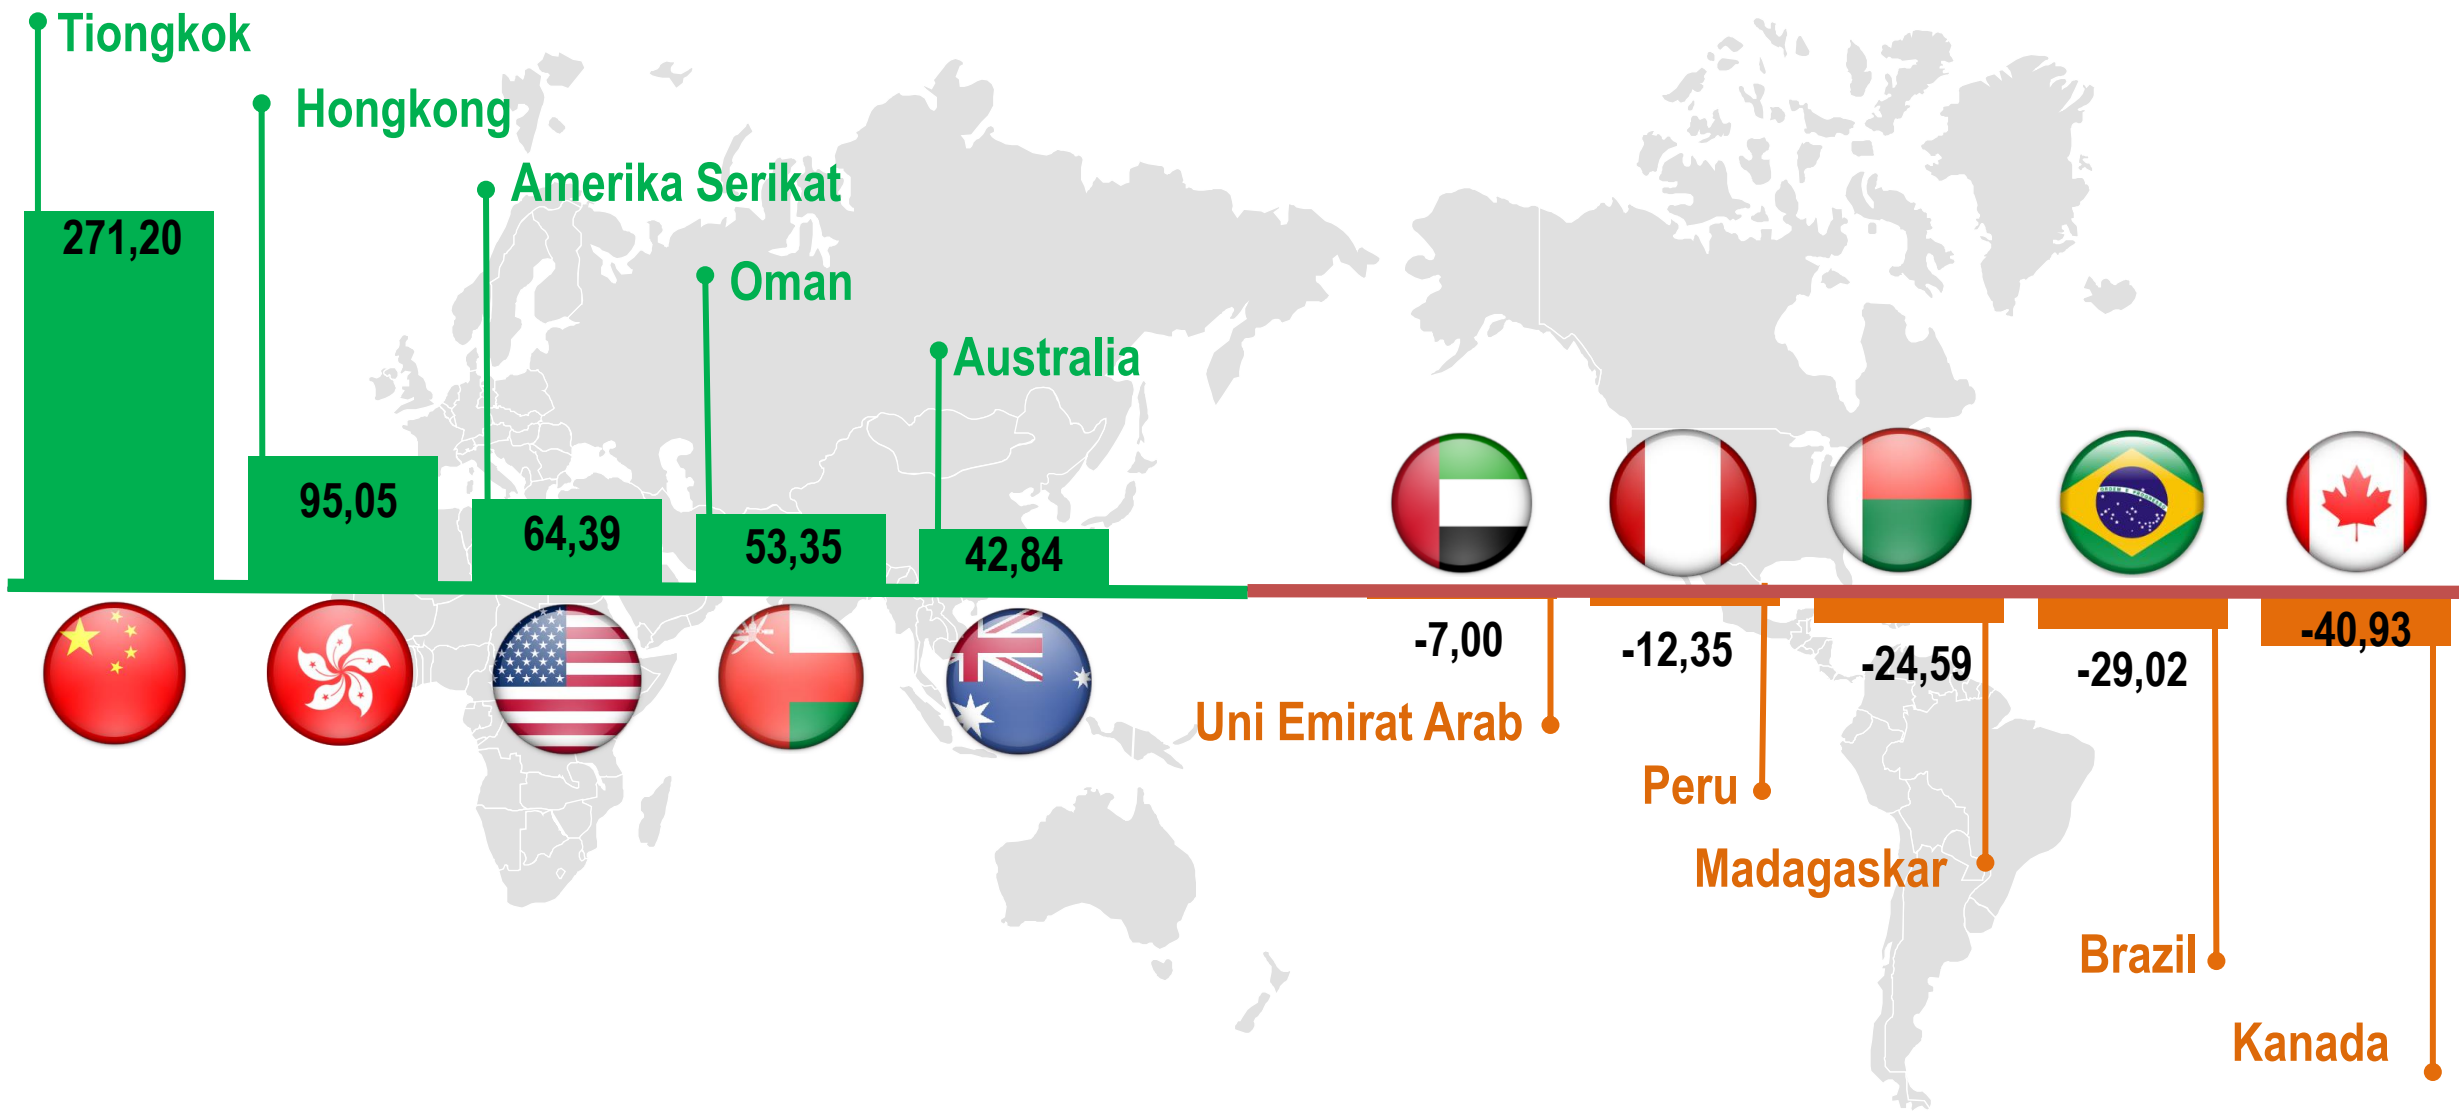 Tiongkok
Hongkong
Amerika Serikat
Oman
Australia
271,20
95,05
64,39
53,35
42,84
-7,00
-12,35
-24,59
-29,02
-40,93
Uni Emirat Arab
Peru
Madagaskar
Brazil
Kanada